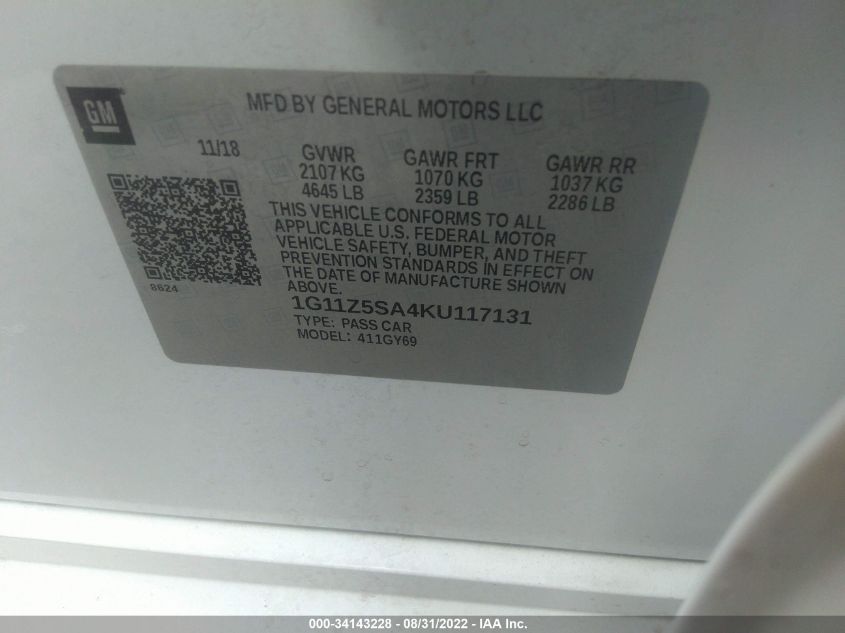 GM
MFD BY GENERAL MOTORS LLC
11/18
GVWR
2107 KG
4645 LB
GAWR FRT
1070 KG
2359 LB
GAWR RR
1037 KG
2286 LB
THIS VEHICLE CONFORMS TO ALL
APPLICABLE U.S. FEDERAL MOTOR
VEHICLE SAFETY, BUMPER, AND THEFT
PREVENTION STANDARDS IN EFFECT ON
THE DATE OF MANUFACTURE SHOWN
ABOVE.
8624
1G11Z5SA4KU117131
TYPE: PASS CAR
MODEL: 411GY69
000-34143228 - 08/31/2022 - IAA Inc.